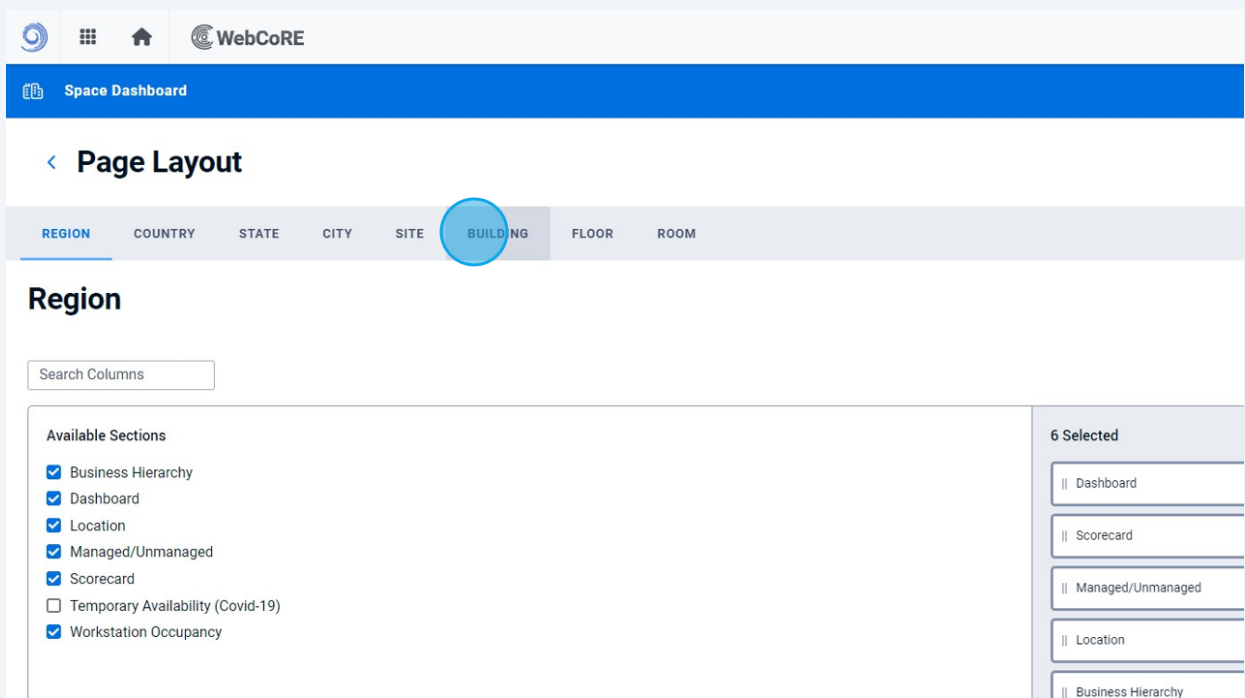 WebCoRE
Space Dashboard
Page Layout
REGION COUNTRY STATE CITY SITE BUILDING FLOOR ROOM
Region
Search Columns
Available Sections
Business Hierarchy
Dashboard
Location
Managed/Unmanaged
Scorecard
Temporary Availability (Covid-19)
Workstation Occupancy
6 Selected
Dashboard
Scorecard
Managed/Unmanaged
Location
Business Hierarchy